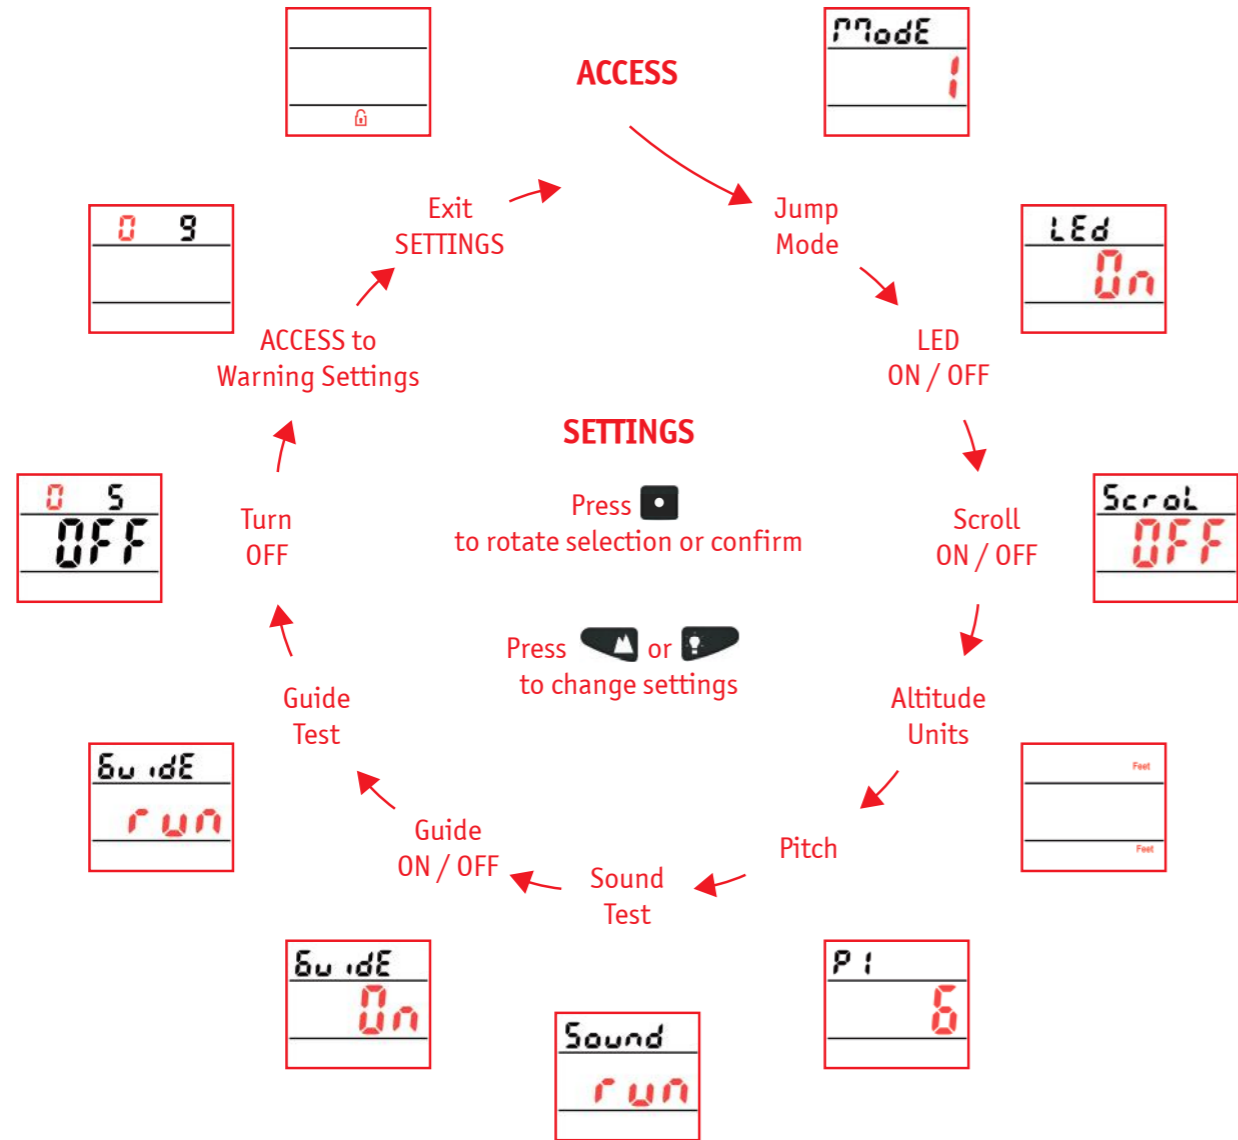 ACCESS
ModE
1
Jump
Mode
LEd
On
LED
ON / OFF
Scrol
OFF
Scroll
ON / OFF
Altitude
Units
Feet
Feet
Pitch
P1
6
Sound
Test
Sound
run
Guide
ON / OFF
GuidE
On
Guide
Test
GuidE
run
Turn
OFF
0 5
OFF
ACCESS to
Warning Settings
0 9
Exit
SETTINGS
SETTINGS
Press
to rotate selection or confirm
Press or
to change settings